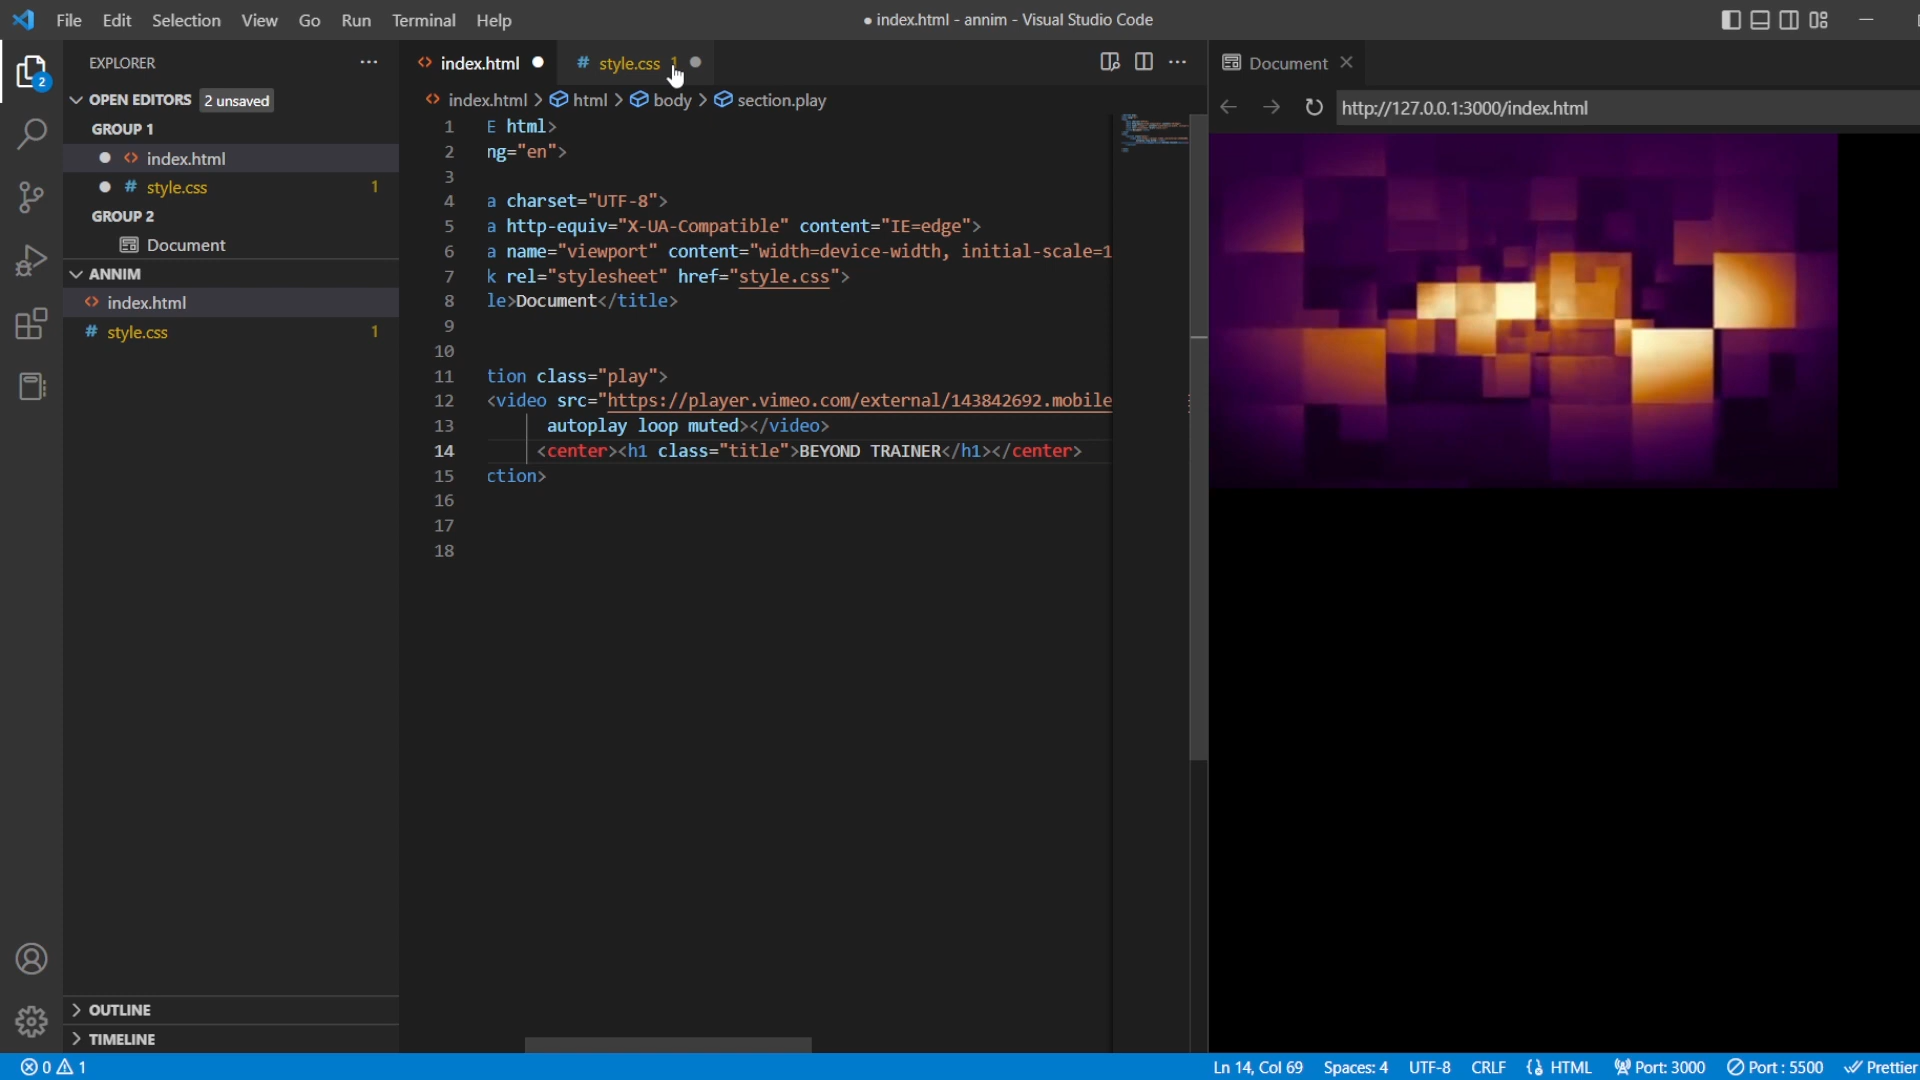 File Edit Selection View Go Run Terminal Help
● index.html - annim - Visual Studio Code
EXPLORER
OPEN EDITORS 2 unsaved
GROUP 1
index.html
style.css 1
GROUP 2
Document
ANNIM
index.html
style.css 1
OUTLINE
TIMELINE
2
index.html style.css 1
index.html > html > body > section.play
1 E html>
2 ng="en">
3
4 a charset="UTF-8">
5 a http-equiv="X-UA-Compatible" content="IE=edge">
6 a name="viewport" content="width=device-width, initial-scale=1
7 k rel="stylesheet" href="style.css">
8 le>Document</title>
9
10
11 tion class="play">
12 <video src="https://player.vimeo.com/external/143842692.mobile
13 autoplay loop muted></video>
14 <center><h1 class="title">BEYOND TRAINER</h1></center>
15 ction>
16
17
18
Document
http://127.0.0.1:3000/index.html
0 1
Ln 14, Col 69 Spaces: 4 UTF-8 CRLF HTML Port: 3000 Port : 5500 Prettier